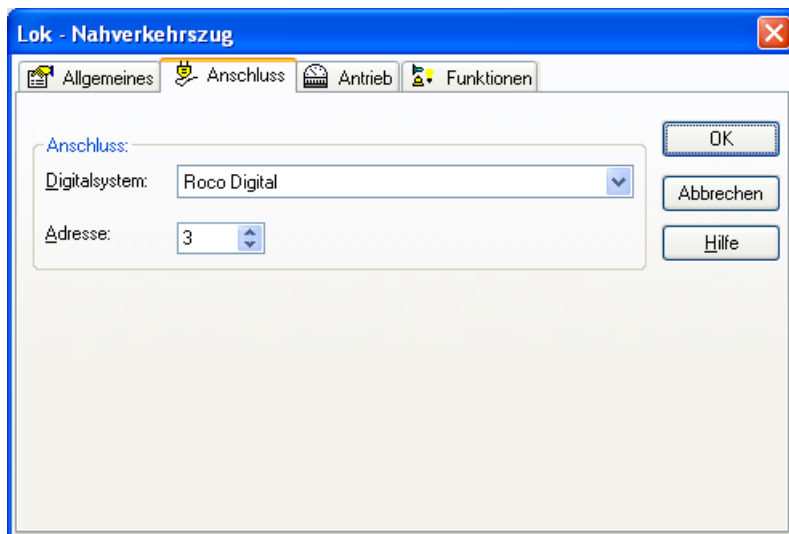 Lok - Nahverkehrszug
Allgemeines Anschluss Antrieb Funktionen
Anschluss:
Digitalsystem: Roco Digital
Adresse: 3
OK
Abbrechen
Hilfe